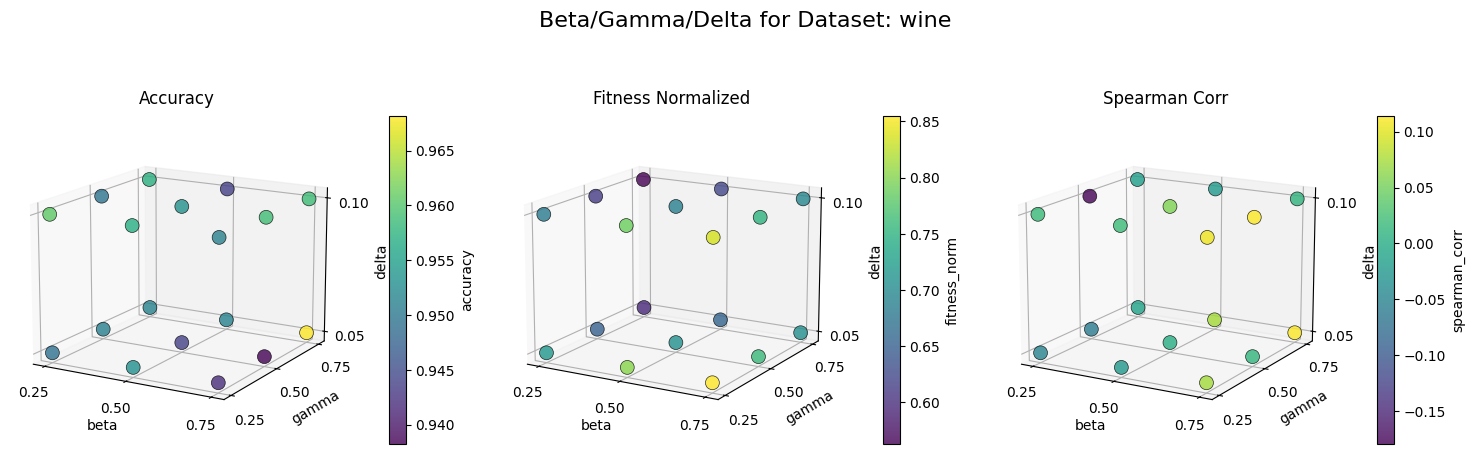 Beta/Gamma/Delta for Dataset: wine
Accuracy
0.10
0.05
delta
0.25
0.50
0.75
beta
0.25
0.50
0.75
gamma
0.965
0.960
0.955
0.950
0.945
0.940
accuracy
Fitness Normalized
0.10
0.05
delta
0.25
0.50
0.75
beta
0.25
0.50
0.75
gamma
0.85
0.80
0.75
0.70
0.65
0.60
fitness_norm
Spearman Corr
0.10
0.05
delta
0.25
0.50
0.75
beta
0.25
0.50
0.75
gamma
0.10
0.05
0.00
−0.05
−0.10
−0.15
spearman_corr